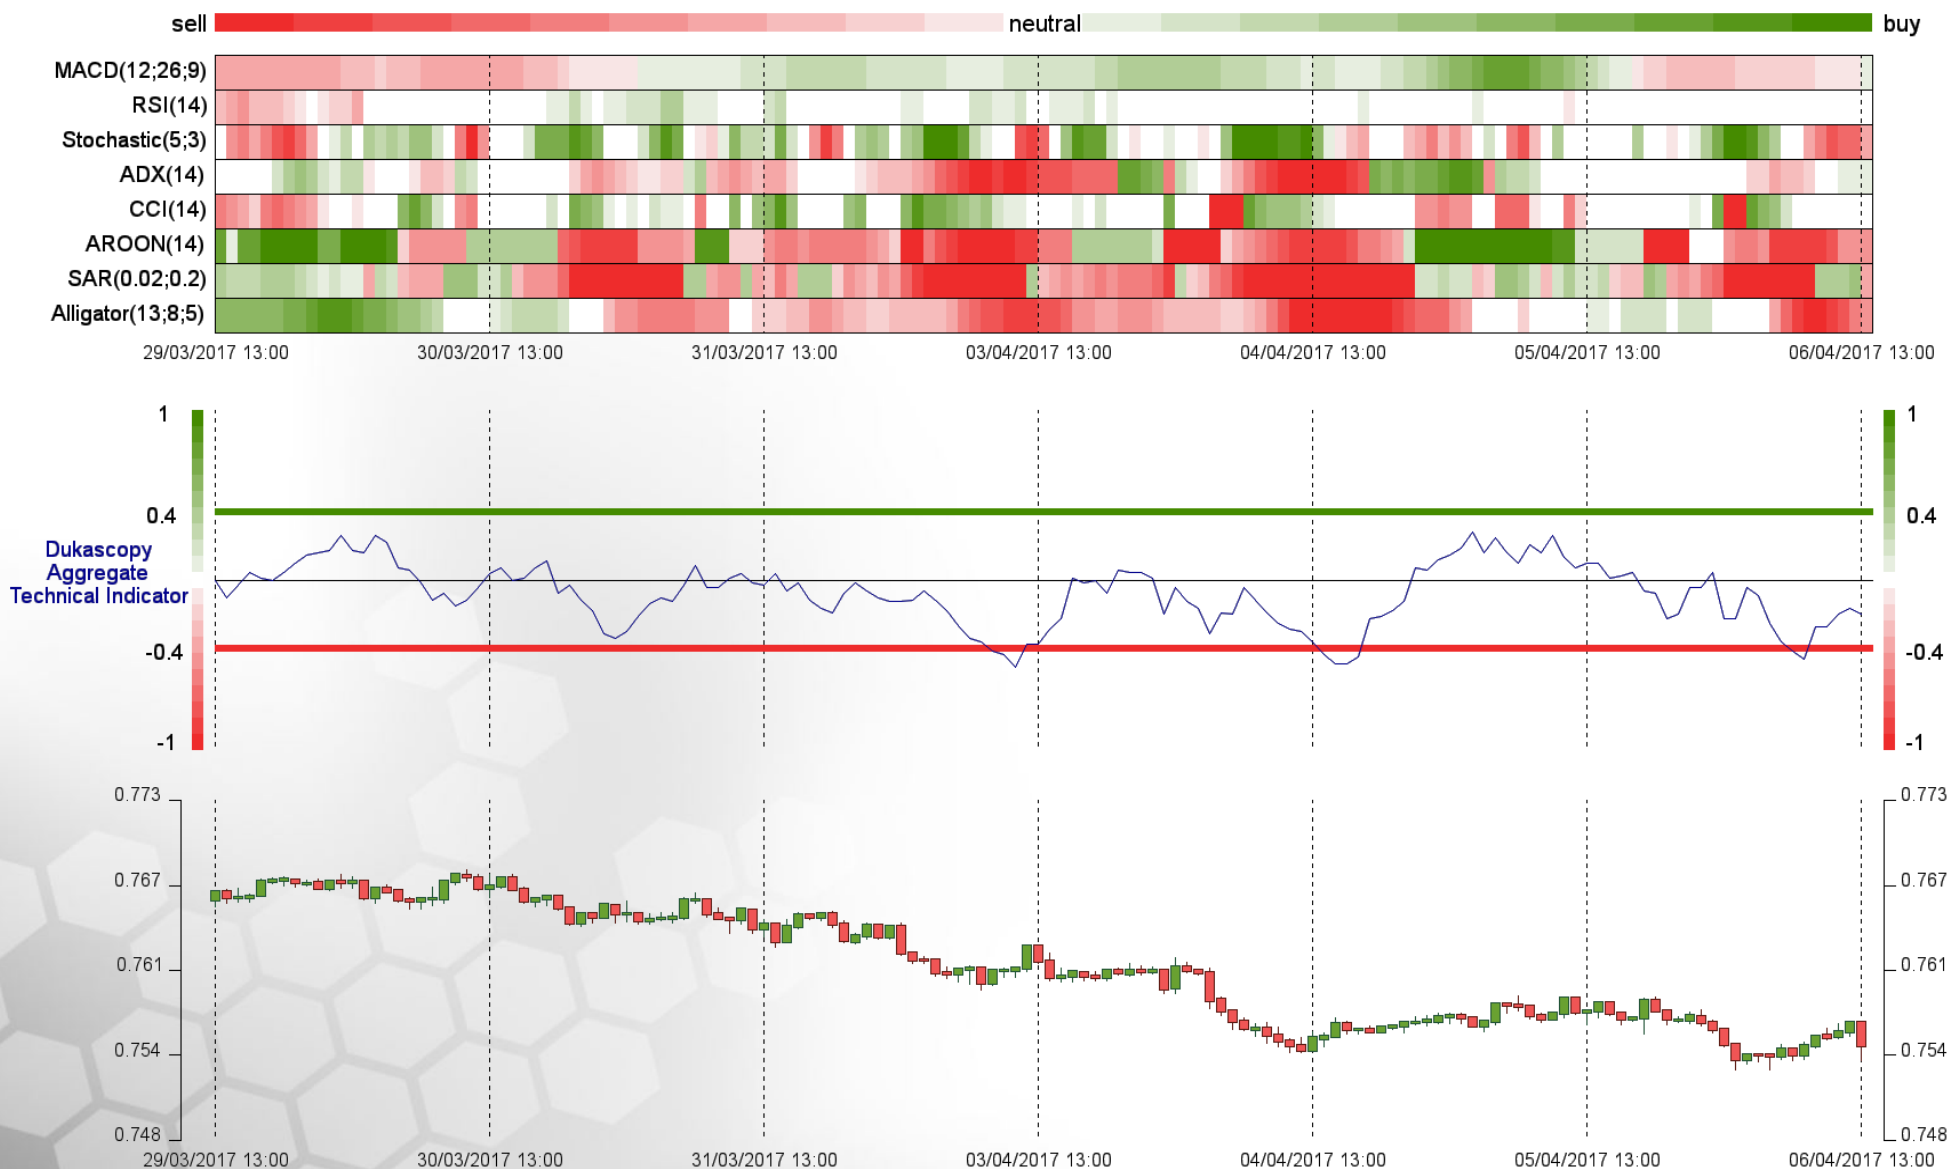 sell neutral buy
MACD(12;26;9)
RSI(14)
Stochastic(5;3)
ADX(14)
CCI(14)
AROON(14)
SAR(0.02;0.2)
Alligator(13;8;5)
29/03/2017 13:00 30/03/2017 13:00 31/03/2017 13:00 03/04/2017 13:00 04/04/2017 13:00 05/04/2017 13:00 06/04/2017 13:00
1 1
0.4 0.4
Dukascopy
Aggregate
Technical Indicator
-0.4 -0.4
-1 -1
0.773 0.773
0.767 0.767
0.761 0.761
0.754 0.754
0.748 0.748
29/03/2017 13:00 30/03/2017 13:00 31/03/2017 13:00 03/04/2017 13:00 04/04/2017 13:00 05/04/2017 13:00 06/04/2017 13:00